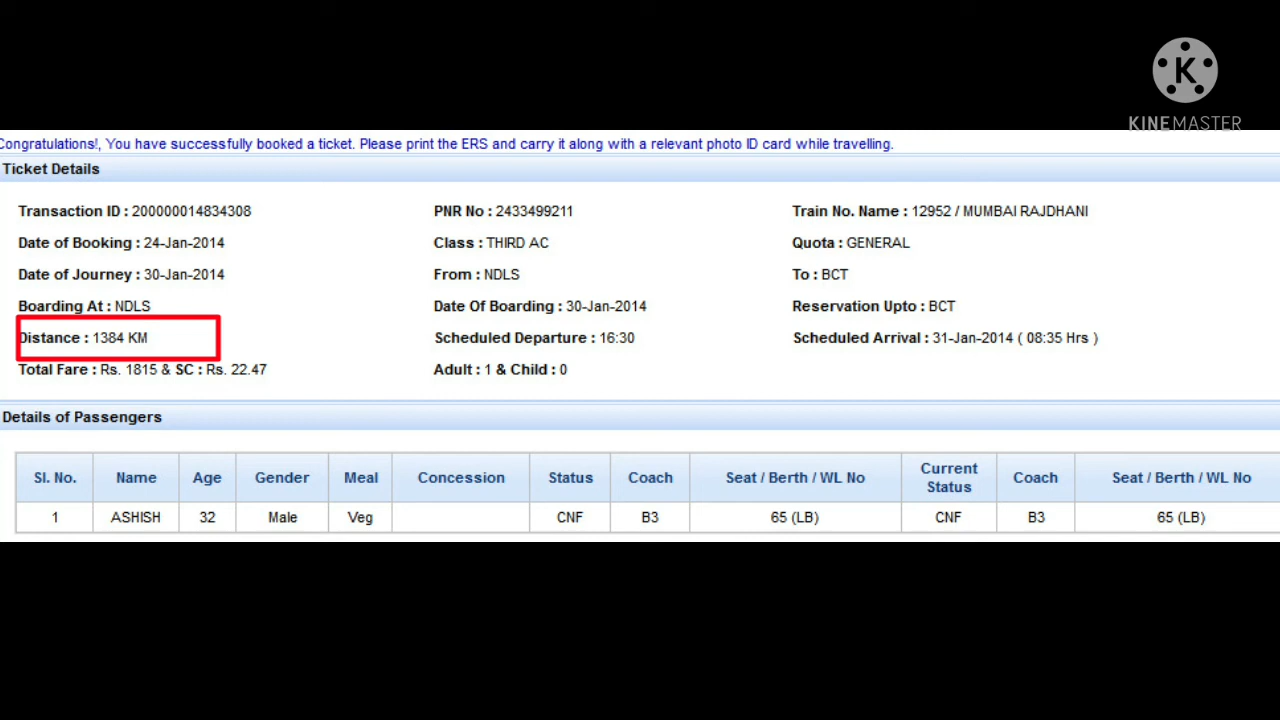 K
KINEMASTER
Congratulations!, You have successfully booked a ticket. Please print the ERS and carry it along with a relevant photo ID card while travelling.
Ticket Details
Transaction ID : 200000014834308 PNR No : 2433499211 Train No. Name : 12952 / MUMBAI RAJDHANI
Date of Booking : 24-Jan-2014 Class : THIRD AC Quota : GENERAL
Date of Journey : 30-Jan-2014 From : NDLS To : BCT
Boarding At : NDLS Date Of Boarding : 30-Jan-2014 Reservation Upto : BCT
Distance : 1384 KM Scheduled Departure : 16:30 Scheduled Arrival : 31-Jan-2014 ( 08:35 Hrs )
Total Fare : Rs. 1815 & SC : Rs. 22.47 Adult : 1 & Child : 0
Details of Passengers
Sl. No. Name Age Gender Meal Concession Status Coach Seat / Berth / WL No Current Status Coach Seat / Berth / WL No
1 ASHISH 32 Male Veg CNF B3 65 (LB) CNF B3 65 (LB)